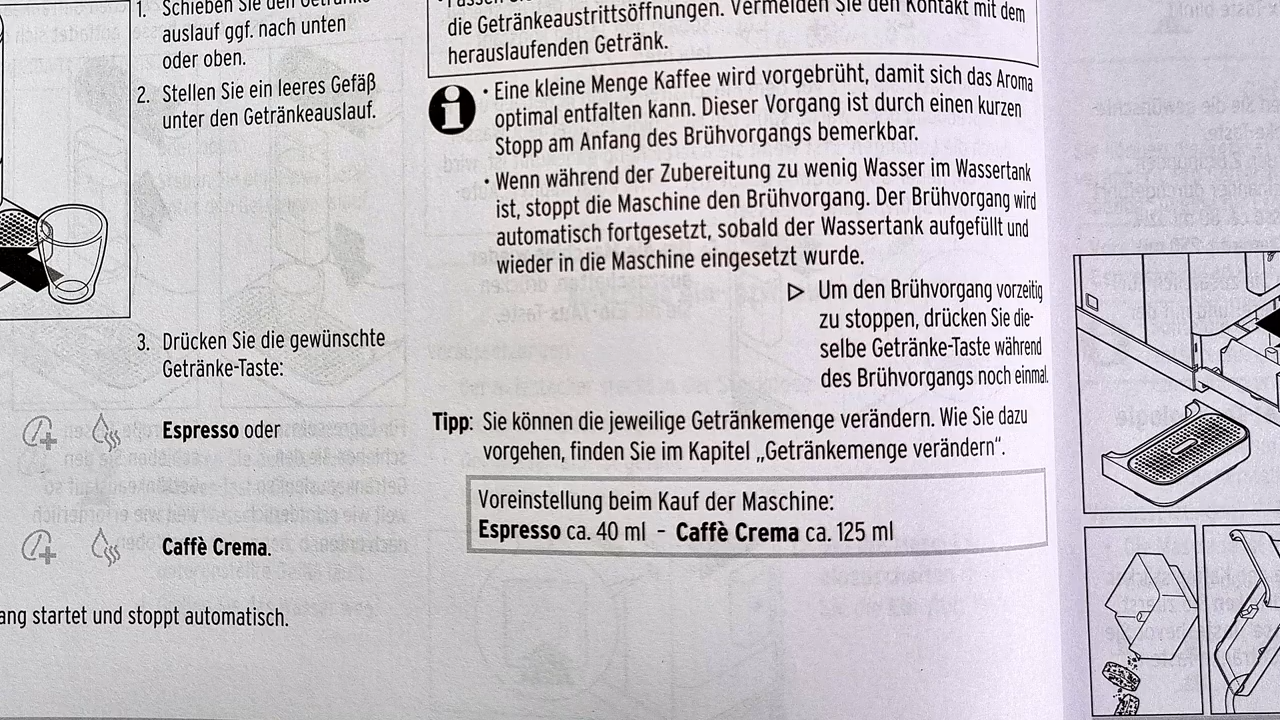 1. Schieben Sie den Getränke-
auslauf ggf. nach unten
oder oben.
2. Stellen Sie ein leeres Gefäß
unter den Getränkeauslauf.
3. Drücken Sie die gewünschte
Getränke-Taste:
Espresso oder
Caffè Crema.
ang startet und stoppt automatisch.
die Getränkeaustrittsöffnungen. Vermeiden Sie den Kontakt mit dem
herauslaufenden Getränk.
• Eine kleine Menge Kaffee wird vorgebrüht, damit sich das Aroma
optimal entfalten kann. Dieser Vorgang ist durch einen kurzen
Stopp am Anfang des Brühvorgangs bemerkbar.
• Wenn während der Zubereitung zu wenig Wasser im Wassertank
ist, stoppt die Maschine den Brühvorgang. Der Brühvorgang wird
automatisch fortgesetzt, sobald der Wassertank aufgefüllt und
wieder in die Maschine eingesetzt wurde.
▷ Um den Brühvorgang vorzeitig
zu stoppen, drücken Sie die-
selbe Getränke-Taste während
des Brühvorgangs noch einmal.
Tipp: Sie können die jeweilige Getränkemenge verändern. Wie Sie dazu
vorgehen, finden Sie im Kapitel „Getränkemenge verändern“.
Voreinstellung beim Kauf der Maschine:
Espresso ca. 40 ml – Caffè Crema ca. 125 ml